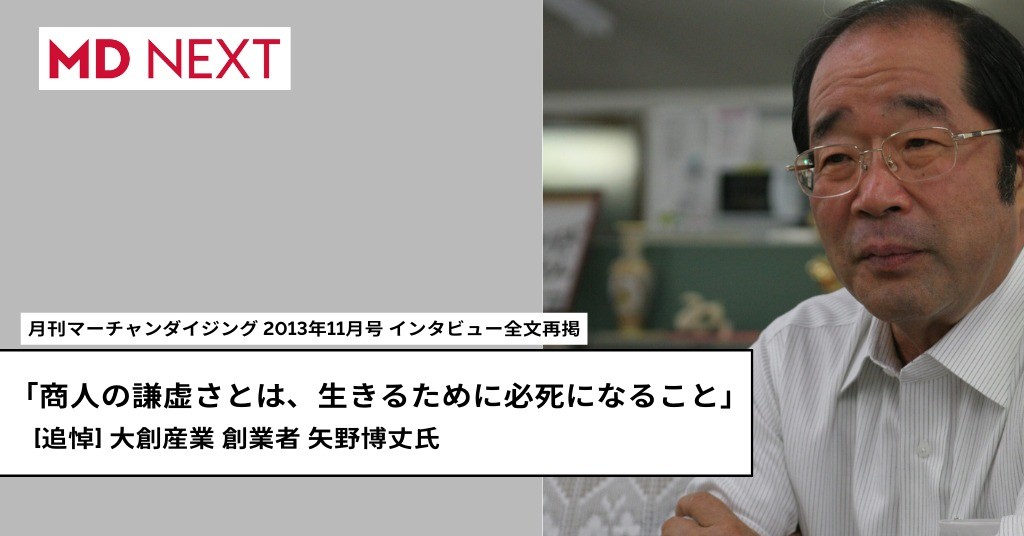 MD NEXT
月刊マーチャンダイジング 2013年11月号 インタビュー全文再掲
「商人の謙虚さとは、生きるために必死になること」
[追悼] 大創産業 創業者 矢野博丈氏